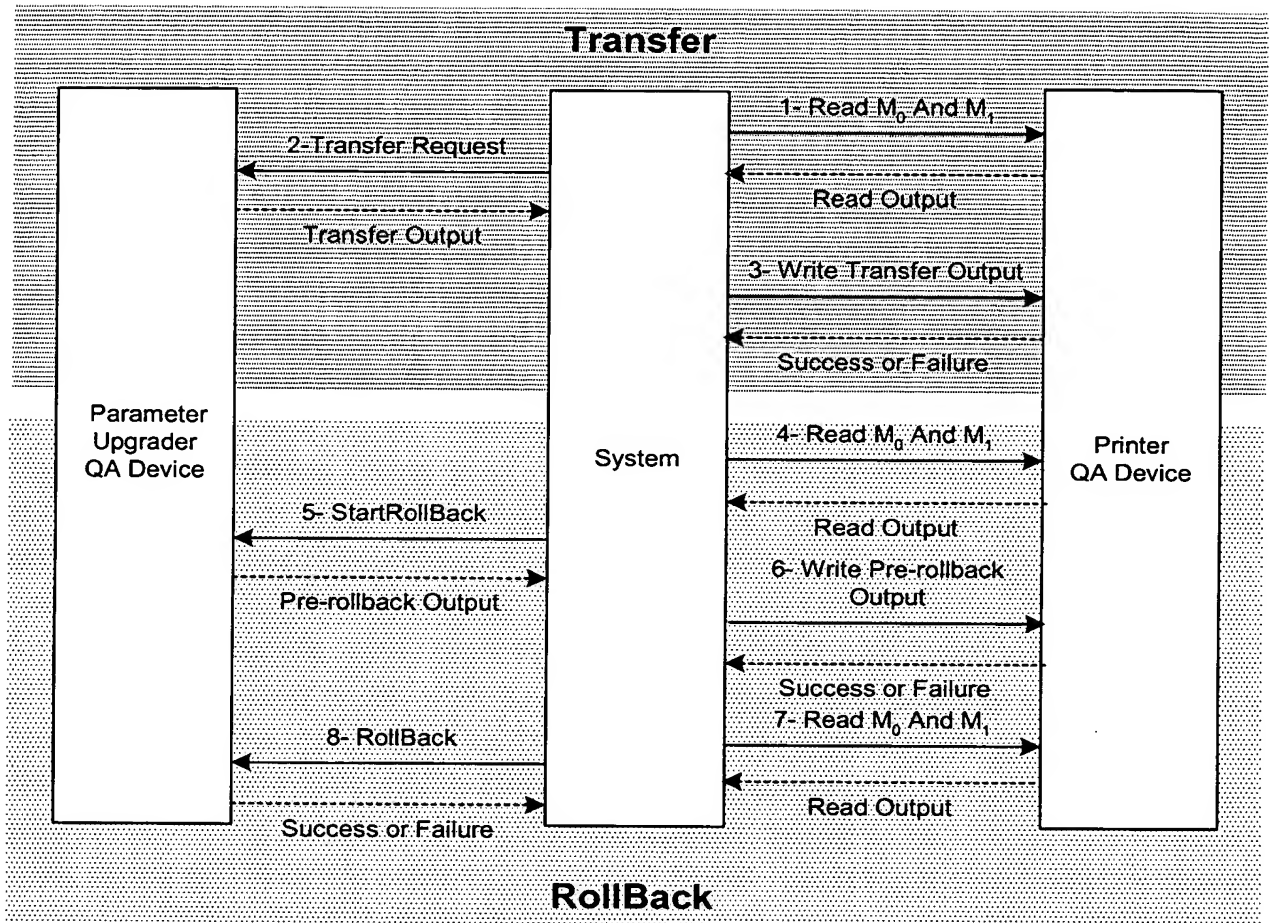 Transfer
1- Read M₀ And M₁
2-Transfer Request
Read Output
Transfer Output
3- Write Transfer Output
Success or Failure
Parameter
Upgrader
QA Device
System
Printer
QA Device
4- Read M₀ And M₁
Read Output
5- StartRollBack
Pre-rollback Output
6- Write Pre-rollback
Output
Success or Failure
7- Read M₀ And M₁
8- RollBack
Read Output
Success or Failure
RollBack